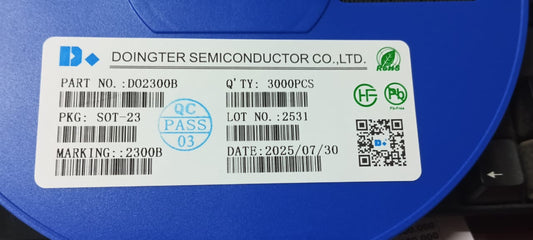 DOINGTER SEMICONDUCTOR CO.,LTD.
RoHS
PART NO.:DO2300B
Q'TY: 3000PCS
HF
Pb
PKG: SOT-23
QC
PASS
03
LOT NO.:2531
MARKING::2300B
DATE:2025/07/30